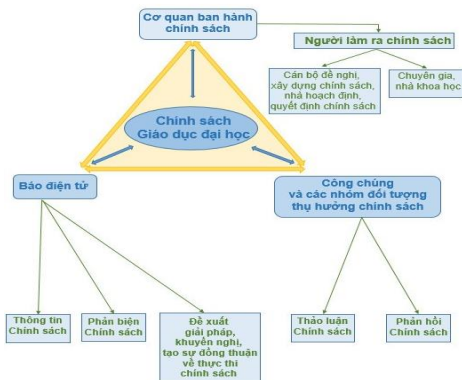 Cơ quan ban hành
chính sách
Người làm ra chính sách
Cán bộ đề nghị,
xây dựng chính sách,
nhà hoạch định,
quyết định chính sách
Chuyên gia,
nhà khoa học
Chính sách
Giáo dục đại học
Báo điện tử
Công chúng
và các nhóm đối tượng
thụ hưởng chính sách
Thông tin
Chính sách
Phản biện
Chính sách
Đề xuất
giải pháp,
khuyến nghị,
tạo sự đồng thuận
về thực thi
chính sách
Thảo luận
Chính sách
Phản hồi
Chính sách